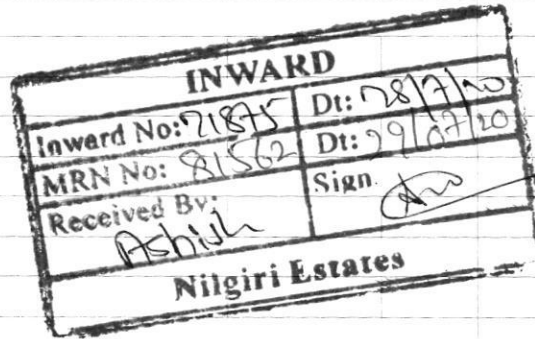 INWARD
Inward No: 21875 Dt: 28/7/20
MRN No: 81562 Dt: 29/07/20
Received By: Sign.
Ashish
Nilgiri Estates